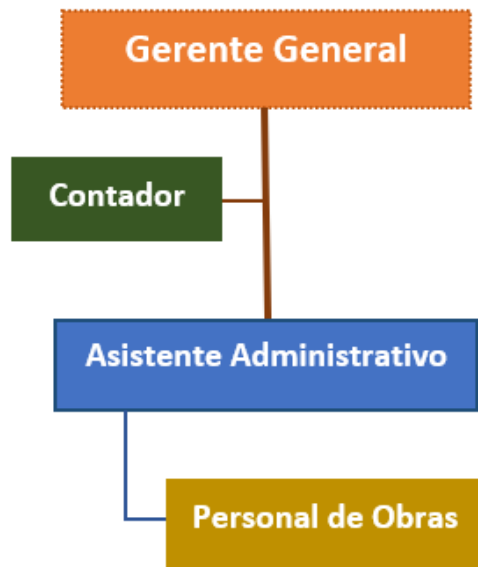 Gerente General
Contador
Asistente Administrativo
Personal de Obras